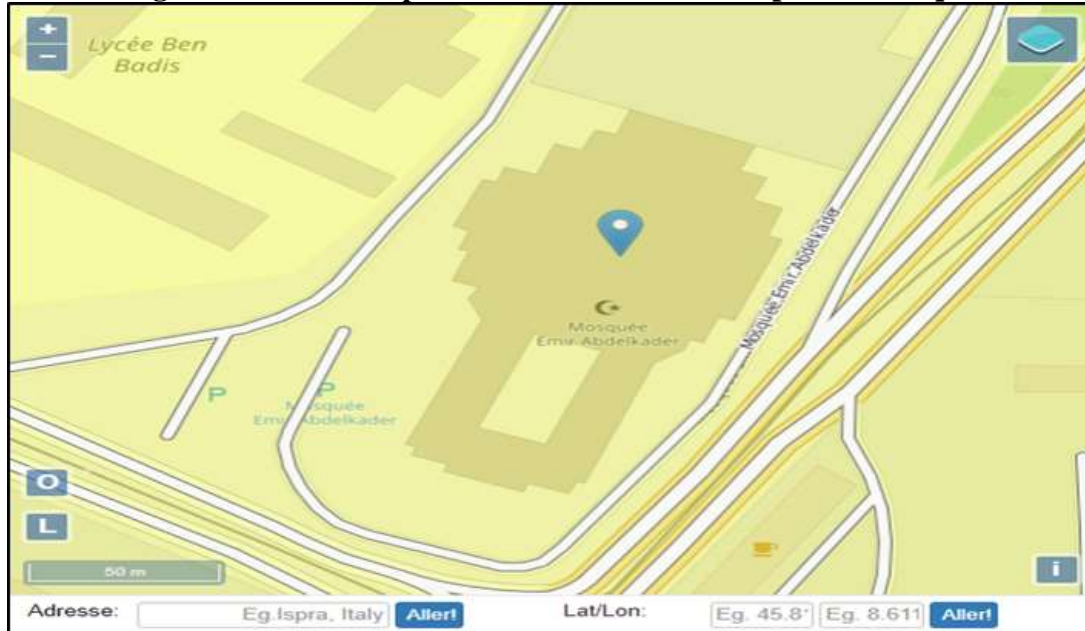 +
−
Lycée Ben
Badis
Mosquée Emir Abdelkader
Mosquée
Emir Abdelkader
P
P
Mosquée
Emir Abdelkader
O
L
50 m
i
Adresse:
Eg.Ispra, Italy
Aller!
Lat/Lon:
Eg. 45.8
Eg. 8.611
Aller!